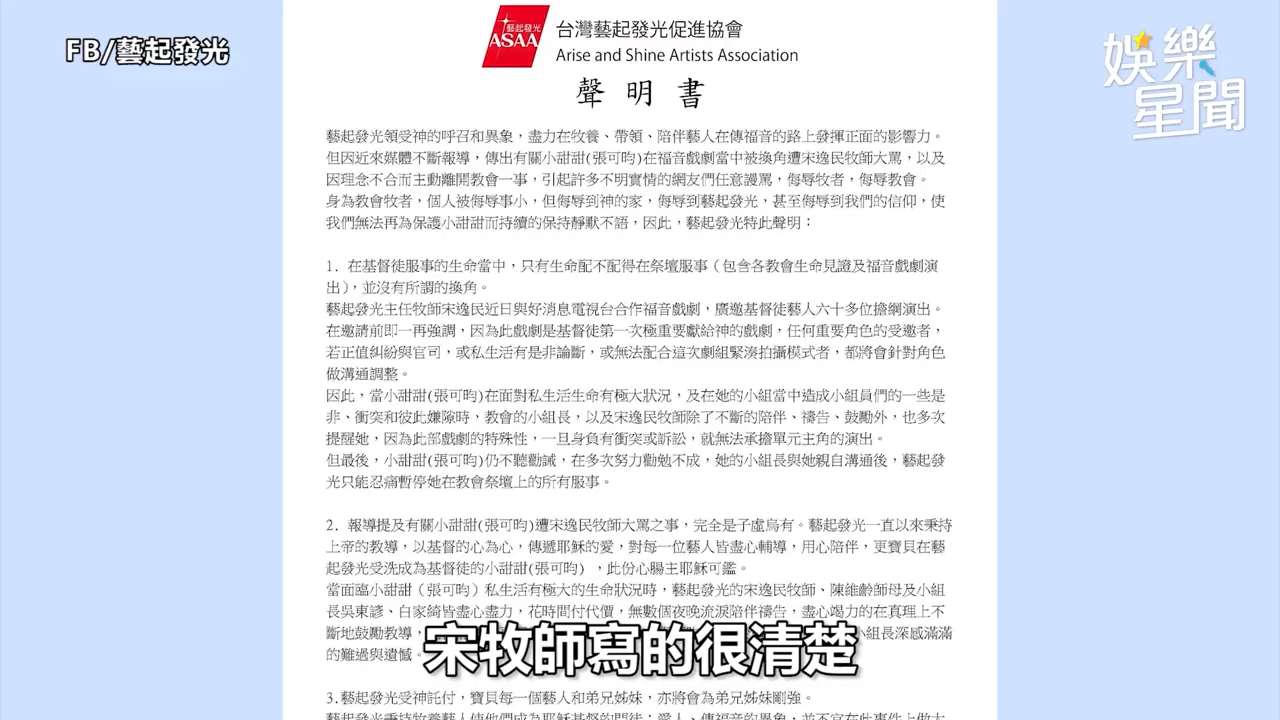 FB/藝起發光
娛樂
星聞
藝起發光
ASAA
台灣藝起發光促進協會
Arise and Shine Artists Association
聲明書
藝起發光領受神的呼召和異象，盡力在牧養、帶領、陪伴藝人在傳福音的路上發揮正面的影響力。
但因近來媒體不斷報導，傳出有關小甜甜(張可昀)在福音戲劇當中被換角遭宋逸民牧師大罵，以及
因理念不合而主動離開教會一事，引起許多不明實情的網友們任意謾罵，侮辱牧者，侮辱教會。
身為教會牧者，個人被侮辱事小，但侮辱到神的家，侮辱到藝起發光，甚至侮辱到我們的信仰，使
我們無法再為保護小甜甜而持續的保持靜默不語，因此，藝起發光特此聲明：
1. 在基督徒服事的生命當中，只有生命配不配得在祭壇服事（包含各教會生命見證及福音戲劇演
出），並沒有所謂的換角。
藝起發光主任牧師宋逸民近日與好消息電視台合作福音戲劇，廣邀基督徒藝人六十多位擔綱演出。
在邀請前即一再強調，因為此戲劇是基督徒第一次極重要獻給神的戲劇，任何重要角色的受邀者，
若正值糾紛與官司，或私生活有是非論斷，或無法配合這次劇組緊湊拍攝模式者，都將會針對角色
做溝通調整。
因此，當小甜甜(張可昀)在面對私生活生命有極大狀況，及在她的小組當中造成小組員們的一些是
非、衝突和彼此嫌隙時，教會的小組長，以及宋逸民牧師除了不斷的陪伴、禱告、鼓勵外，也多次
提醒她，因為此部戲劇的特殊性，一旦身負有衝突或訴訟，就無法承擔單元主角的演出。
但最後，小甜甜(張可昀)仍不聽勸誡，在多次努力勸勉不成，她的小組長與她親自溝通後，藝起發
光只能忍痛暫停她在教會祭壇上的所有服事。
2. 報導提及有關小甜甜(張可昀)遭宋逸民牧師大罵之事，完全是子虛烏有。藝起發光一直以來秉持
上帝的教導，以基督的心為心，傳遞耶穌的愛，對每一位藝人皆盡心輔導，用心陪伴，更寶貝在藝
起發光受洗成為基督徒的小甜甜(張可昀) ，此份心腸主耶穌可鑑。
當面臨小甜甜（張可昀）私生活有極大的生命狀況時，藝起發光的宋逸民牧師、陳維齡師母及小組
長吳東諺、白家綺皆盡心盡力，花時間付代價，無數個夜晚流淚陪伴禱告，盡心竭力的在真理上不
斷地鼓勵教導，小組長深感滿滿
的難過與遺憾。
宋牧師寫的很清楚
3.藝起發光受神託付，寶貝每一個藝人和弟兄姊妹，亦將會為弟兄姊妹剛強。